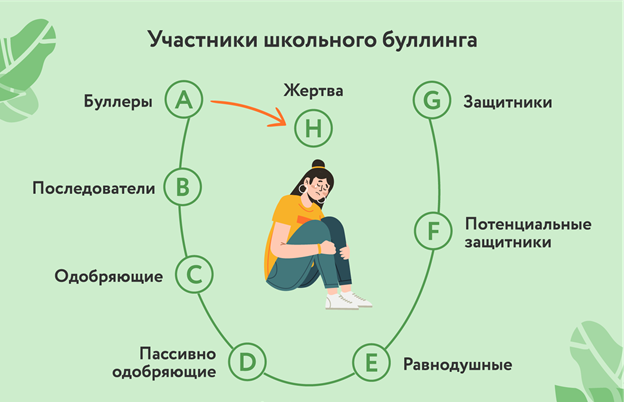 Участники школьного буллинга
Буллеры
A
Жертва
H
G
Защитники
Последователи
B
F
Потенциальные
защитники
Одобряющие
C
Пассивно
одобряющие
D
E
Равнодушные